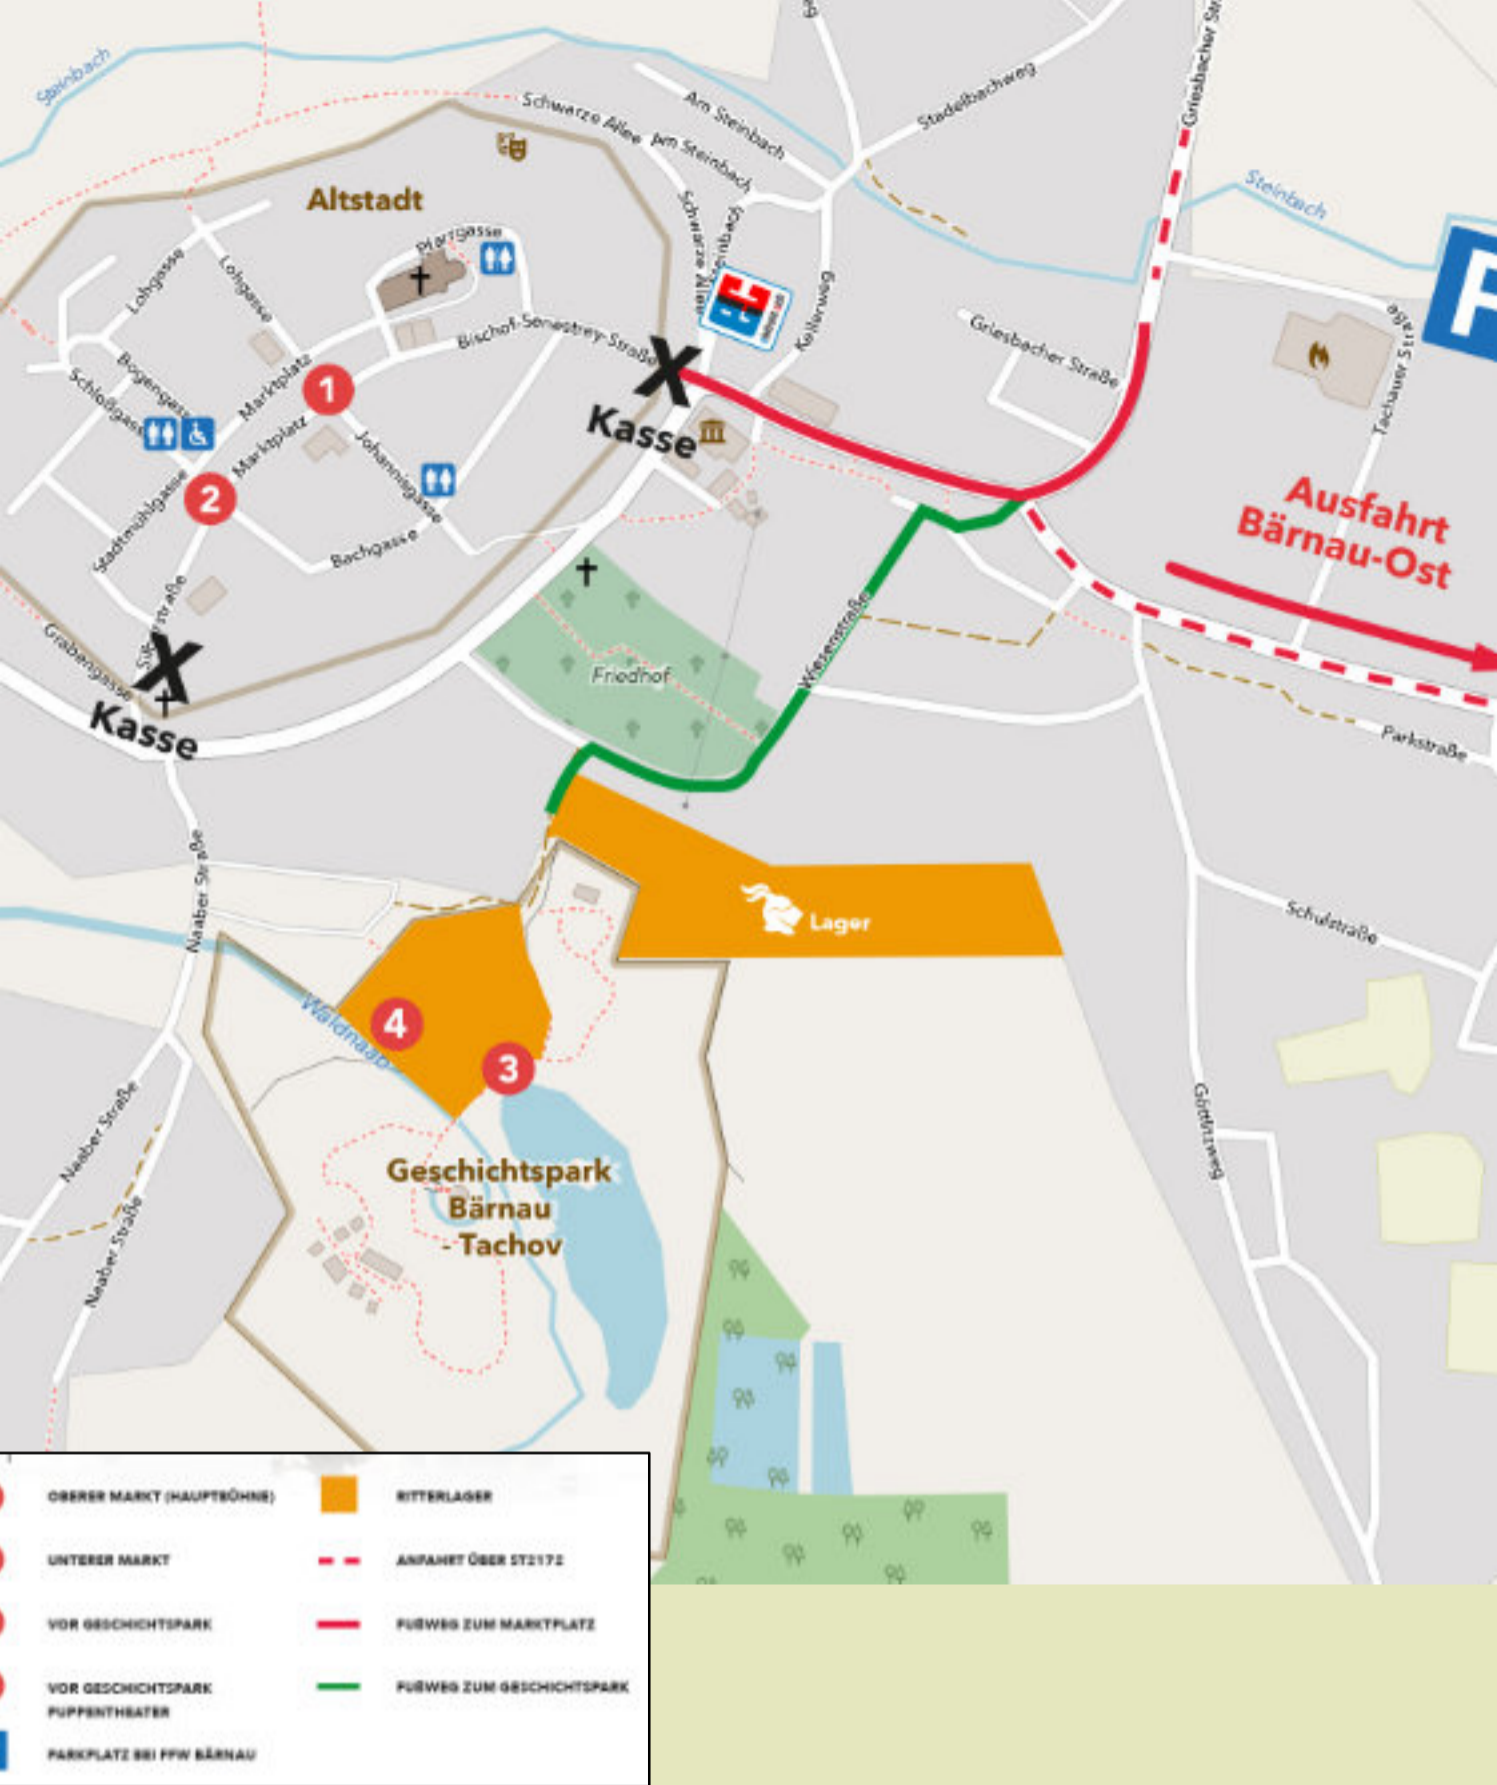 Steinbach
Schwarze Allee
Am Steinbach
Am Steinbach
Stadelbachweg
Griesbacher Str
Steinbach
Altstadt
Pfarrgasse
Lohgasse
Lohgasse
Schwarze Allee
Kellerweg
P
Bischof-Senestrey-Straße
Griesbacher Straße
Tachauer Straße
Bogengasse
Schloßgasse
Marktplatz
1
X
Kasse
Marktplatz
Johannisgasse
2
Stadtmühlgasse
Bachgasse
Ausfahrt
Bärnau-Ost
Grabengasse
X
Kasse
Friedhof
Wiesenstraße
Parkstraße
Naaber Straße
Lager
Schulstraße
Waldnaab
4
3
Naaber Straße
Naaber Straße
Göttlitzweg
Geschichtspark
Bärnau
- Tachov
OBERER MARKT (HAUPTBÜHNE)
RITTERLAGER
UNTERER MARKT
ANFAHRT ÜBER ST2172
VOR GESCHICHTSPARK
FUßWEG ZUM MARKTPLATZ
VOR GESCHICHTSPARK
PUPPENTHEATER
FUßWEG ZUM GESCHICHTSPARK
PARKPLATZ BEI FFW BÄRNAU